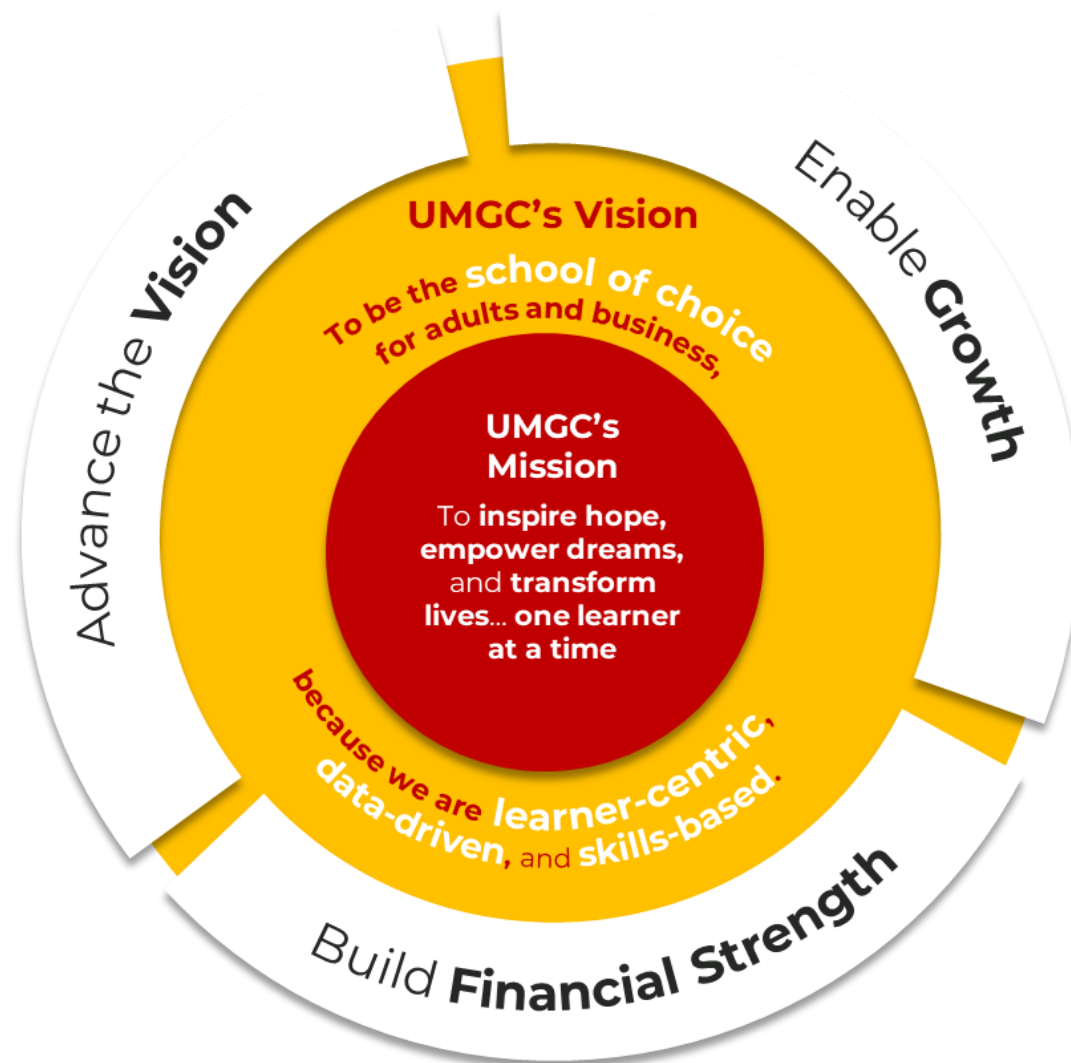 Advance the Vision
Enable Growth
Build Financial Strength
UMGC's Vision
To be the school of choice
for adults and business,
UMGC's
Mission
To inspire hope,
empower dreams,
and transform
lives... one learner
at a time
because we are learner-centric,
data-driven, and skills-based.